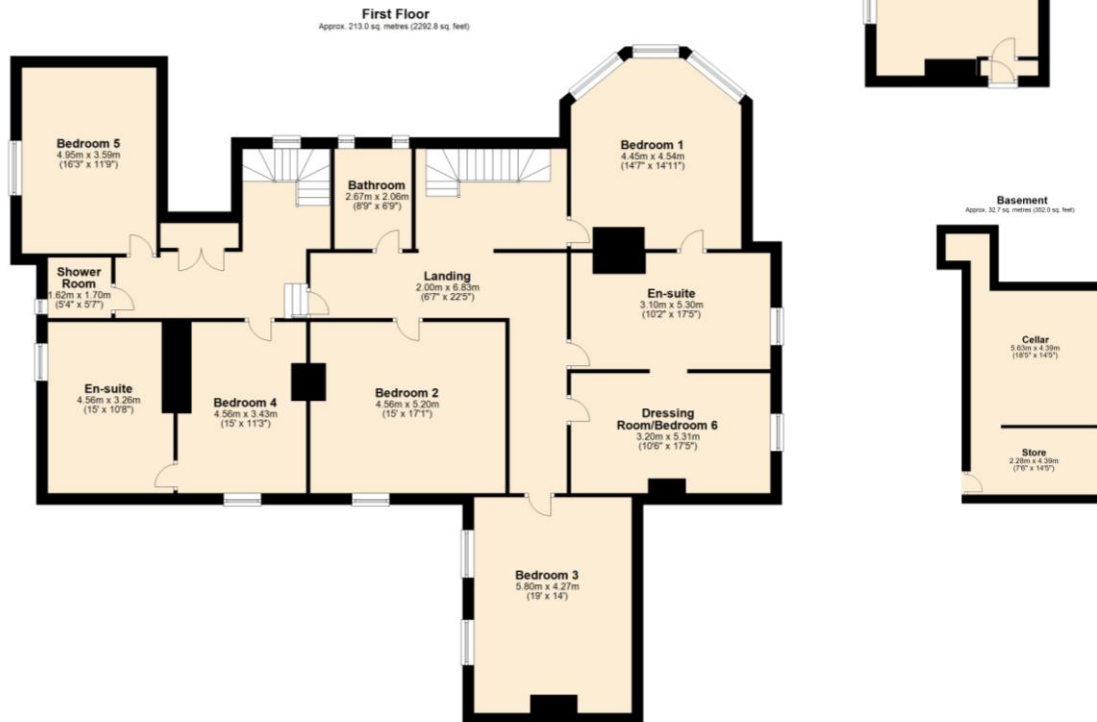 First Floor
Approx. 213.0 sq. metres (2292.8 sq. feet)
Bedroom 5
4.95m x 3.59m
(16'3" x 11'9")
Bathroom
2.67m x 2.06m
(8'9" x 6'9")
Bedroom 1
4.45m x 4.54m
(14'7" x 14'11")
Shower
Room
1.62m x 1.70m
(5'4" x 5'7")
Landing
2.00m x 6.83m
(6'7" x 22'5")
En-suite
3.10m x 5.30m
(10'2" x 17'5")
En-suite
4.56m x 3.26m
(15' x 10'8")
Bedroom 4
4.56m x 3.43m
(15' x 11'3")
Bedroom 2
4.56m x 5.20m
(15' x 17'1")
Dressing
Room/Bedroom 6
3.20m x 5.31m
(10'6" x 17'5")
Bedroom 3
5.80m x 4.27m
(19' x 14')
Basement
Approx. 32.7 sq. metres (352.0 sq. feet)
Cellar
5.63m x 4.39m
(18'5" x 14'5")
Store
2.28m x 4.39m
(7'6" x 14'5")